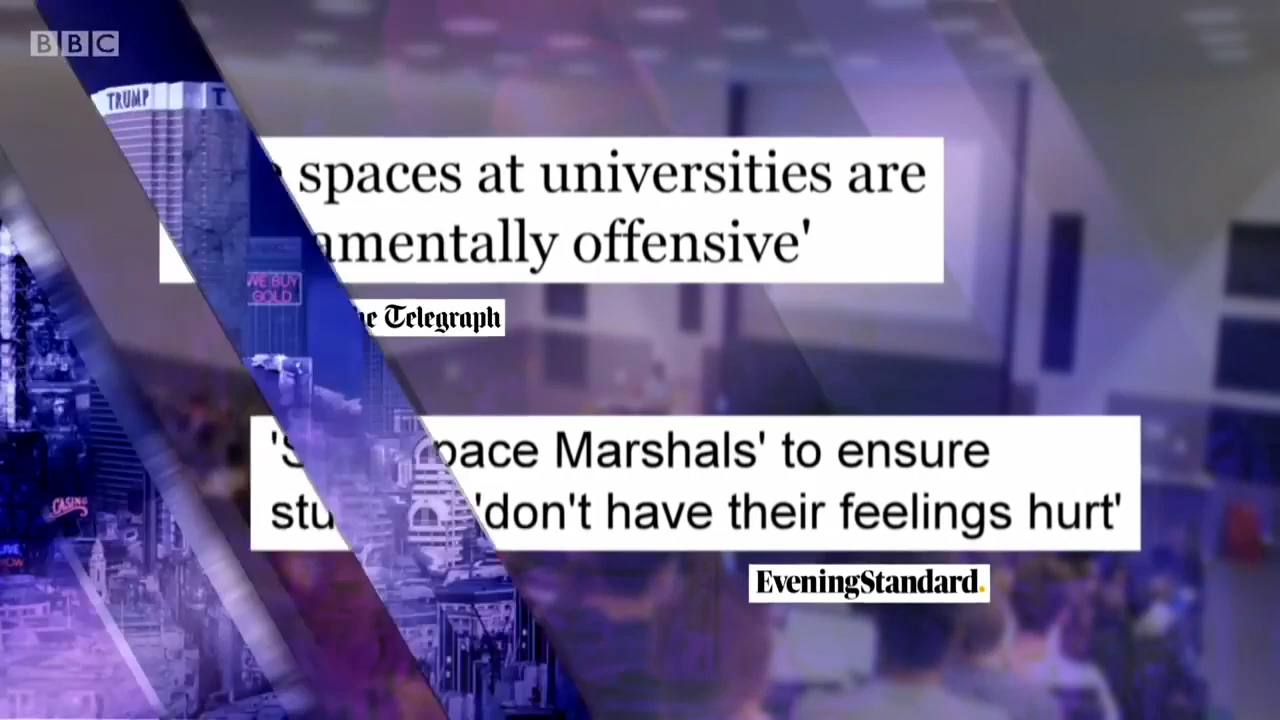 BBC
TRUMP T
spaces at universities are
amentally offensive'
WE BUY
GOLD
Telegraph
pace Marshals' to ensure
'don't have their feelings hurt'
CASINO
LIVE
EveningStandard.